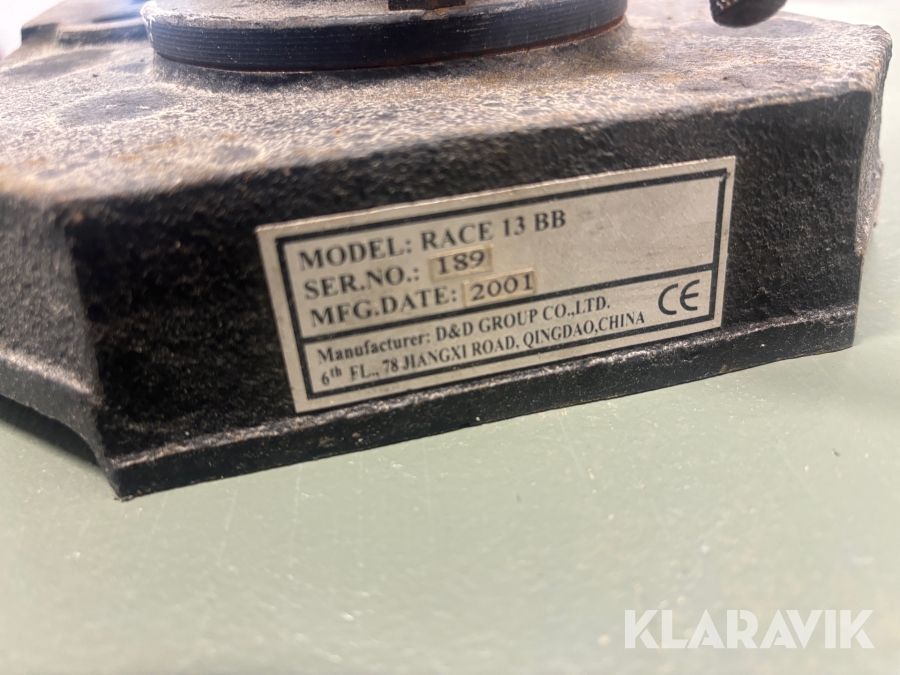 MODEL: RACE 13 BB
SER.NO.: 189
MFG.DATE: 2001
CE
Manufacturer: D&D GROUP CO.,LTD.
6th FL., 78 JIANGXI ROAD, QINGDAO,CHINA
KLARAVIK